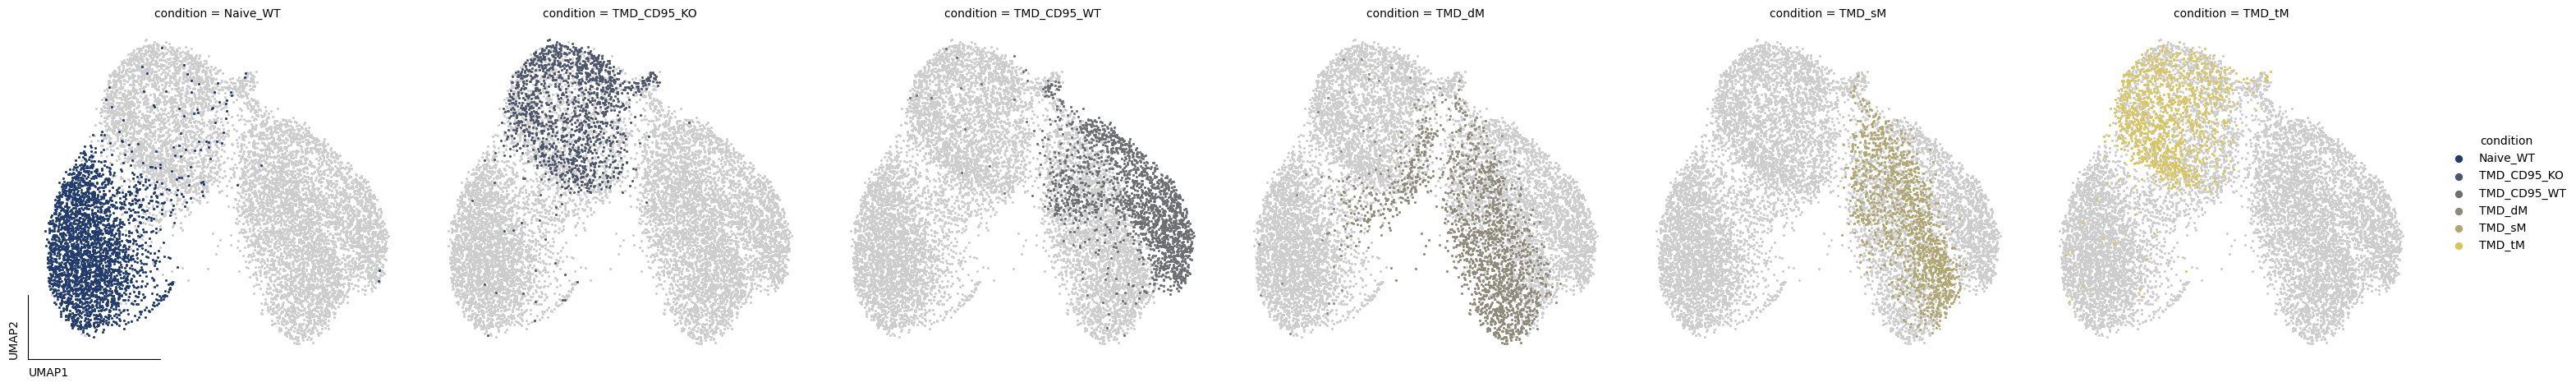 condition = Naive_WT
condition = TMD_CD95_KO
condition = TMD_CD95_WT
condition = TMD_dM
condition = TMD_sM
condition = TMD_tM
condition
Naive_WT
TMD_CD95_KO
TMD_CD95_WT
TMD_dM
TMD_sM
TMD_tM
UMAP2
UMAP1